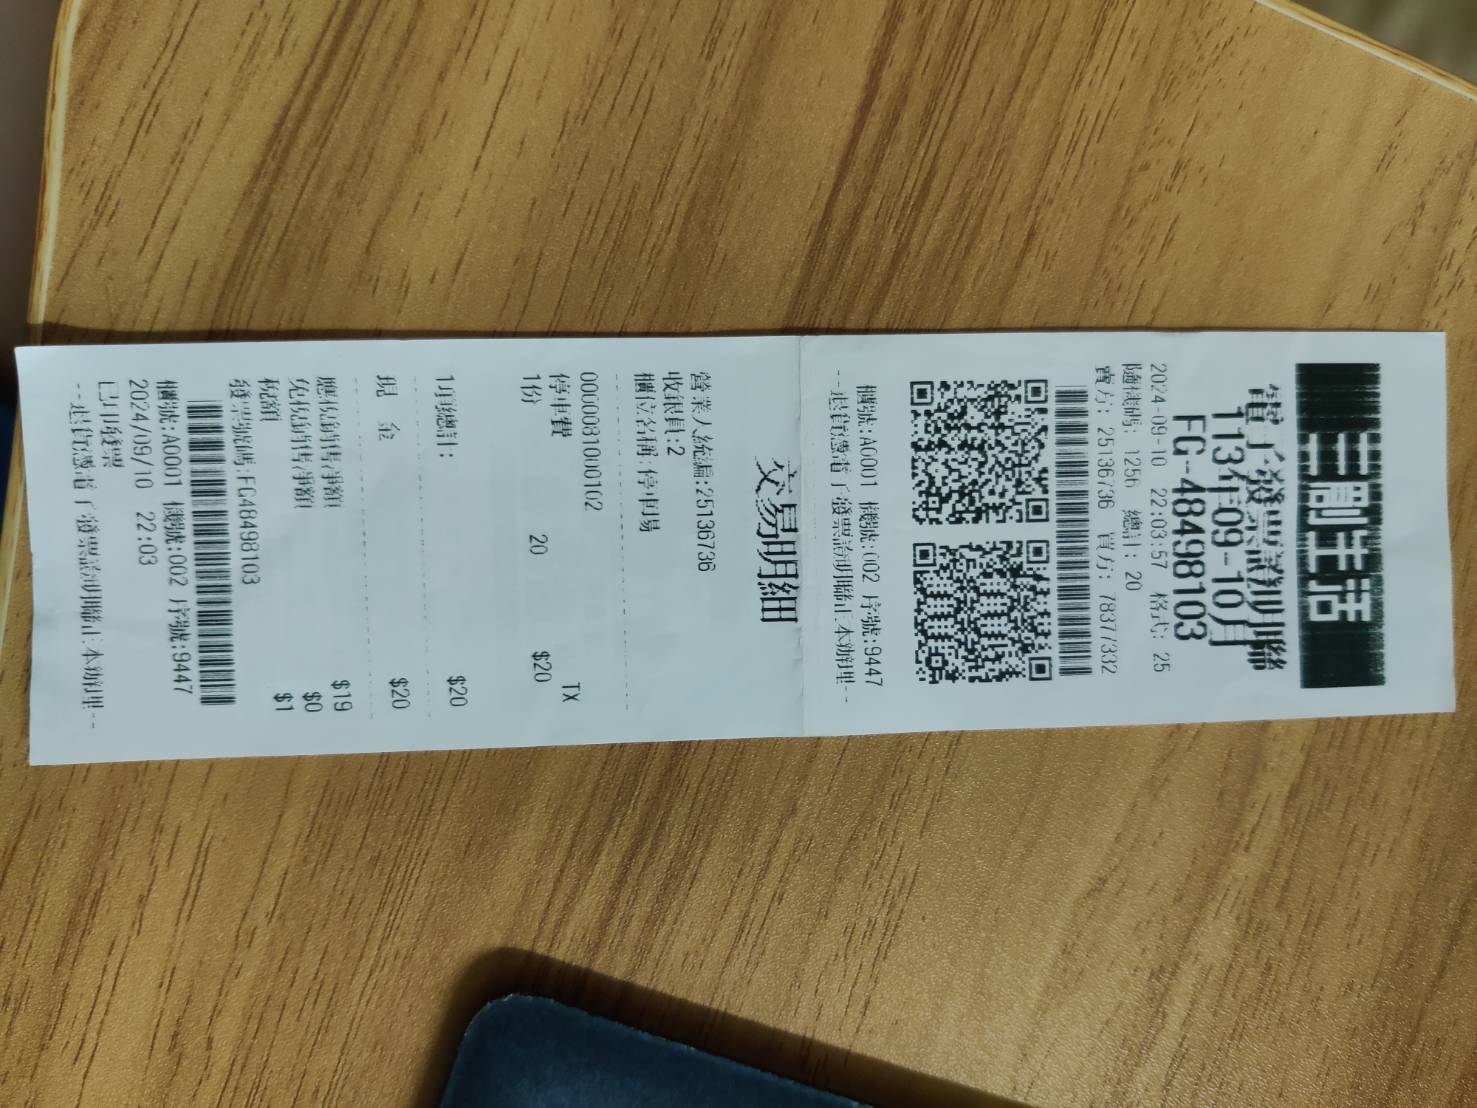 三創生活
電子發票證明聯
113年09-10月
FG-48498103
2024-09-10 22:03:57 格式: 25
隨機碼: 1256 總計: 20
賣方: 25136736 買方: 78377332
櫃號:A0001 機號:002 序號:9447
--退貨憑電子發票證明聯正本辦理--
交易明細
營業人統編:25136736
收銀員:2
櫃位名稱:停車場
0000081000102
停車費 TX
1份 20 $20
1項總計: $20
現 金 $20
應稅銷售淨額 $19
免稅銷售淨額 $0
稅額 $1
發票號碼:FG48498103
櫃號:A0001 機號:002 序號:9447
2024/09/10 22:03
已印發票
--退貨憑電子發票證明聯正本辦理--